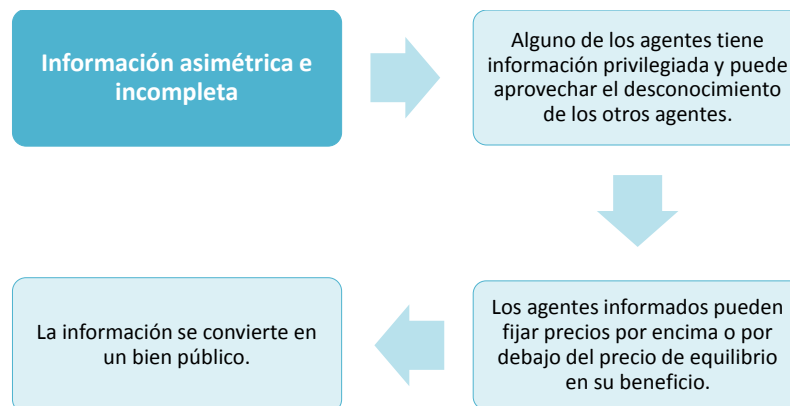 Información asimétrica e
incompleta
Alguno de los agentes tiene
información privilegiada y puede
aprovechar el desconocimiento
de los otros agentes.
Los agentes informados pueden
fijar precios por encima o por
debajo del precio de equilibrio
en su beneficio.
La información se convierte en
un bien público.